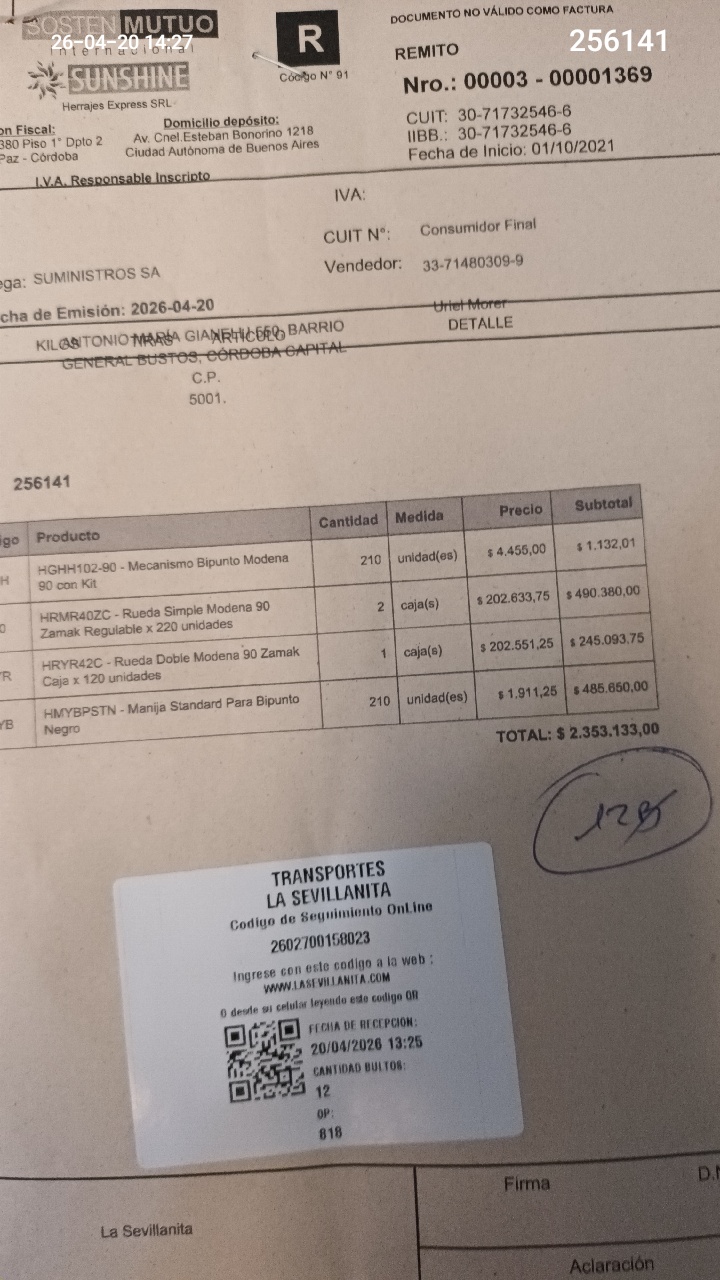 SOSTEN MUTUO
Internacional
26-04-20 14:27
SUNSHINE
Herrajes Express SRL
R
Código N° 91
DOCUMENTO NO VÁLIDO COMO FACTURA
REMITO
256141
Nro.: 00003 - 00001369
CUIT: 30-71732546-6
IIBB.: 30-71732546-6
Fecha de Inicio: 01/10/2021
on Fiscal:
380 Piso 1° Dpto 2
Paz - Córdoba
Domicilio depósito:
Av. Cnel.Esteban Bonorino 1218
Ciudad Autónoma de Buenos Aires
I.V.A. Responsable Inscripto
IVA:
CUIT N°: Consumidor Final
ega: SUMINISTROS SA
Vendedor: 33-71480309-9
cha de Emisión: 2026-04-20
Uriel Morer
KILOS ARTICULO DETALLE
ANTONIO MARÍA GIANELLI 550, BARRIO
GENERAL BUSTOS, CÓRDOBA CAPITAL
C.P.
5001.
256141
igo Producto Cantidad Medida Precio Subtotal
H HGHH102-90 - Mecanismo Bipunto Modena 90 con Kit 210 unidad(es) $ 4.455,00 $ 1.132,01
0 HRMR40ZC - Rueda Simple Modena 90 Zamak Regulable x 220 unidades 2 caja(s) $ 202.633,75 $ 490.380,00
R HRYR42C - Rueda Doble Modena 90 Zamak Caja x 120 unidades 1 caja(s) $ 202.551,25 $ 245.093,75
YB HMYBPSTN - Manija Standard Para Bipunto Negro 210 unidad(es) $ 1.911,25 $ 485.650,00
TOTAL: $ 2.353.133,00
TRANSPORTES
LA SEVILLANITA
Codigo de Seguimiento OnLine
2602700158023
Ingrese con este codigo a la web :
WWW.LASEVILLANITA.COM
O desde su celular leyendo este codigo QR
FECHA DE RECEPCION:
20/04/2026 13:25
CANTIDAD BULTOS:
12
OP:
818
La Sevillanita
Firma
Aclaración